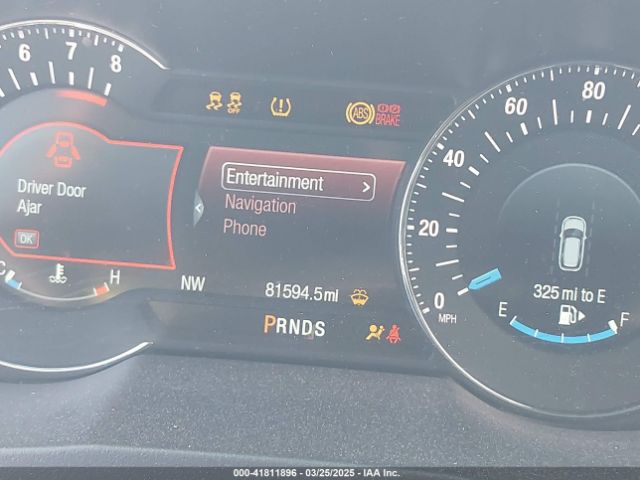 6 7 8
60 80
OFF
ABS
BRAKE
40
Entertainment >
Driver Door
Ajar
Navigation
<
Phone
20
OK
C H
NW
81594.5mi
325 mi to E
0
MPH
E F
PRNDS
000-41811896 - 03/25/2025 - IAA Inc.